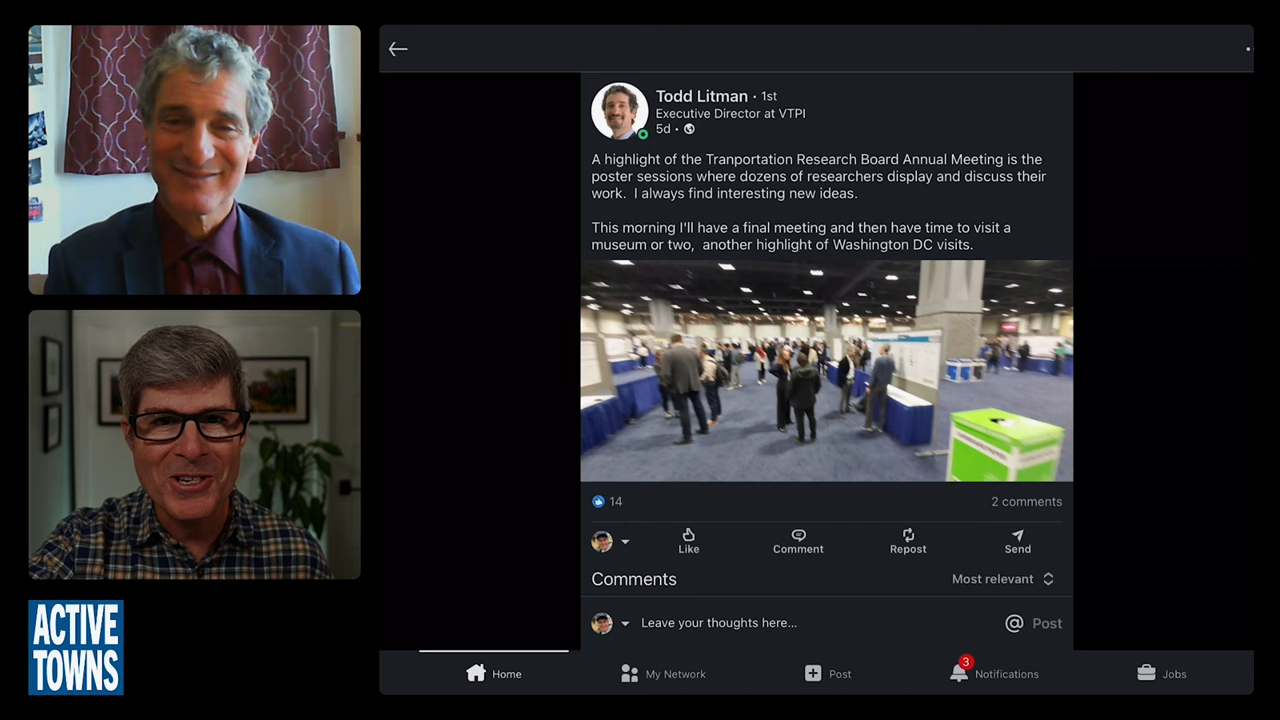 Todd Litman · 1st
Executive Director at VTPI
5d ·
A highlight of the Tranportation Research Board Annual Meeting is the
poster sessions where dozens of researchers display and discuss their
work. I always find interesting new ideas.
This morning I'll have a final meeting and then have time to visit a
museum or two, another highlight of Washington DC visits.
14
2 comments
Like
Comment
Repost
Send
Comments
Most relevant
Leave your thoughts here...
@ Post
ACTIVE
TOWNS
Home
My Network
Post
3
Notifications
Jobs